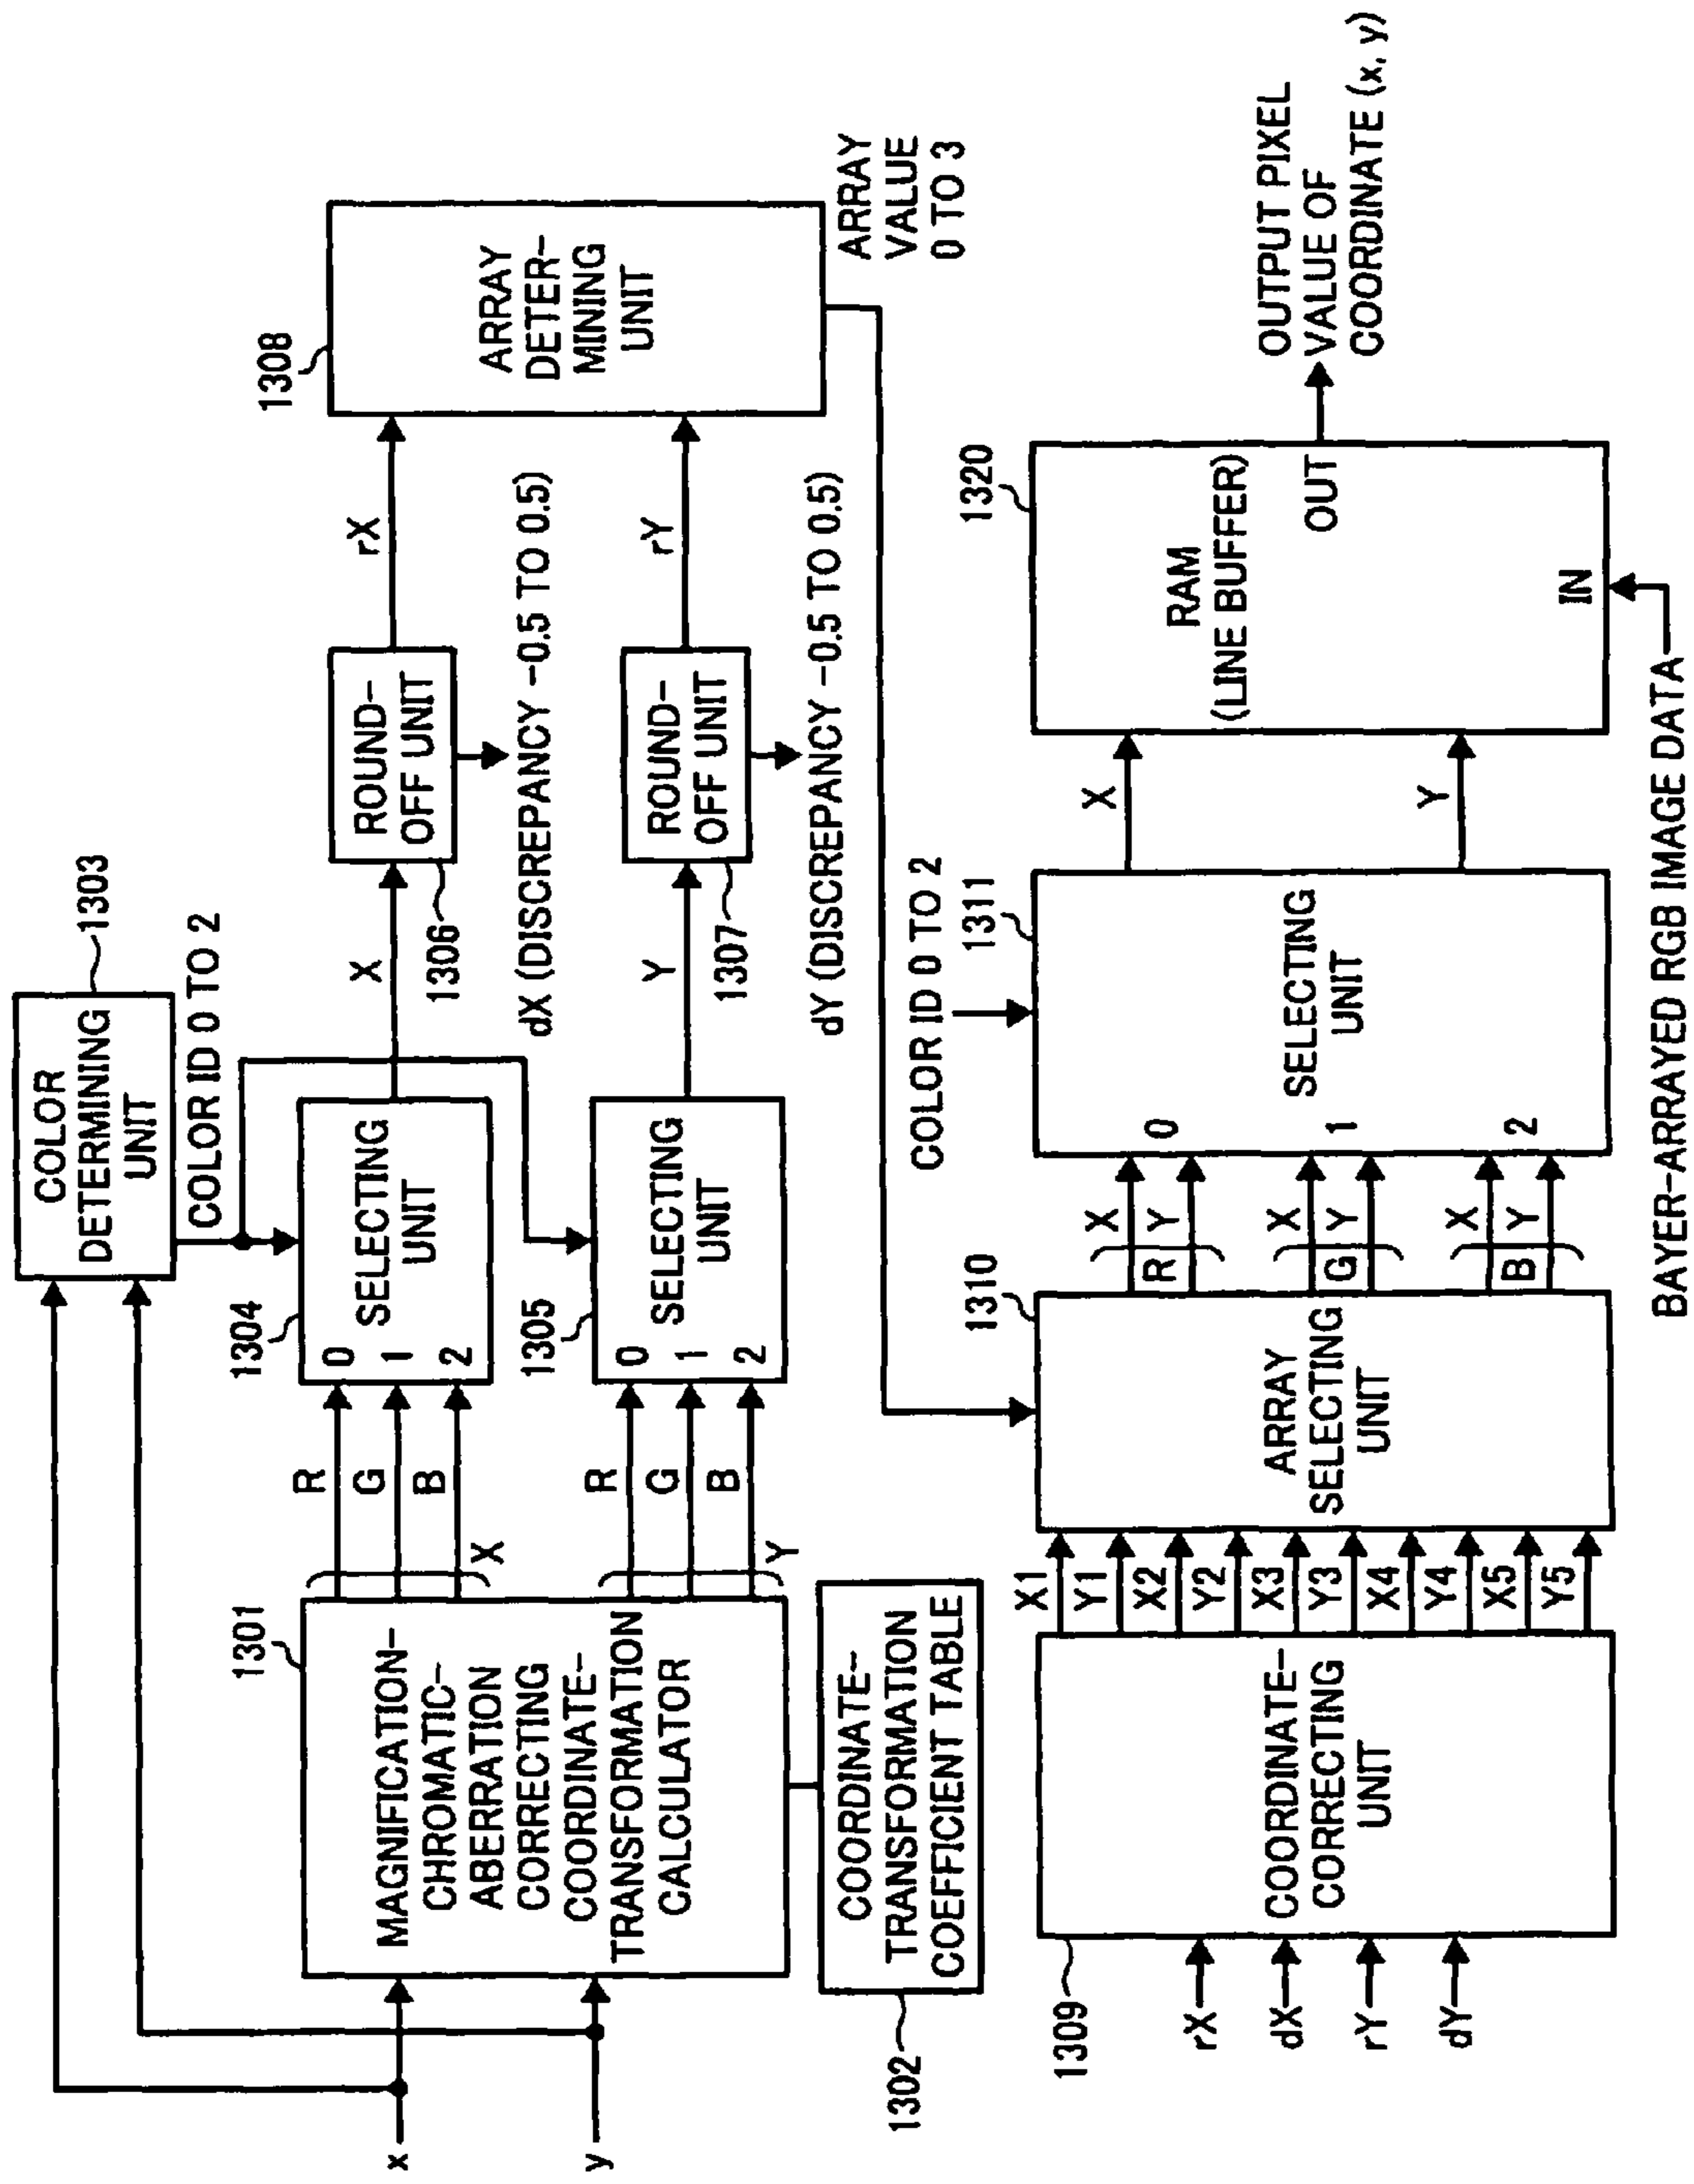 x
y
1301
MAGNIFICATION-
CHROMATIC-
ABERRATION
CORRECTING
COORDINATE-
TRANSFORMATION
CALCULATOR
1302
COORDINATE-
TRANSFORMATION
COEFFICIENT TABLE
R
G
B
X
R
G
B
Y
COLOR
DETERMINING
UNIT
1303
COLOR ID 0 TO 2
1304
0
1
2
SELECTING
UNIT
1305
0
1
2
SELECTING
UNIT
X
Y
ROUND-
OFF UNIT
1306
dX (DISCREPANCY -0.5 TO 0.5)
ROUND-
OFF UNIT
1307
dY (DISCREPANCY -0.5 TO 0.5)
rX
rY
1308
ARRAY
DETER-
MINING
UNIT
ARRAY
VALUE
0 TO 3
1309
rX
dX
rY
dY
COORDINATE-
CORRECTING
UNIT
X1
Y1
X2
Y2
X3
Y3
X4
Y4
X5
Y5
1310
ARRAY
SELECTING
UNIT
X
R
Y
X
G
Y
X
B
Y
COLOR ID 0 TO 2
1311
0
1
2
SELECTING
UNIT
X
Y
1320
RAM
(LINE BUFFER)
OUT
IN
BAYER-ARRAYED RGB IMAGE DATA
OUTPUT PIXEL
VALUE OF
COORDINATE (x, y)